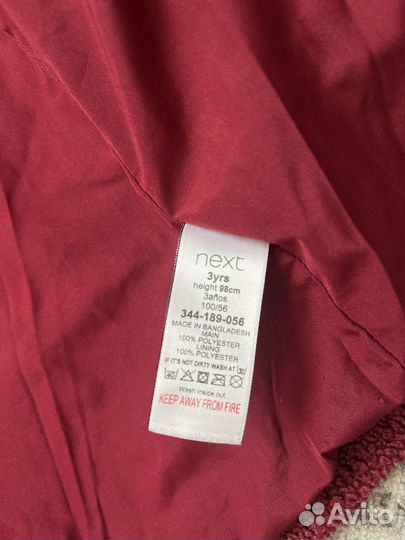 next
3yrs
height 98cm
3años
100/56
344-189-056
MADE IN BANGLADESH
MAIN
100% POLYESTER
LINING
100% POLYESTER
IF IT'S NOT DIRTY WASH AT 30
40
Wash inside out
KEEP AWAY FROM FIRE
Avito